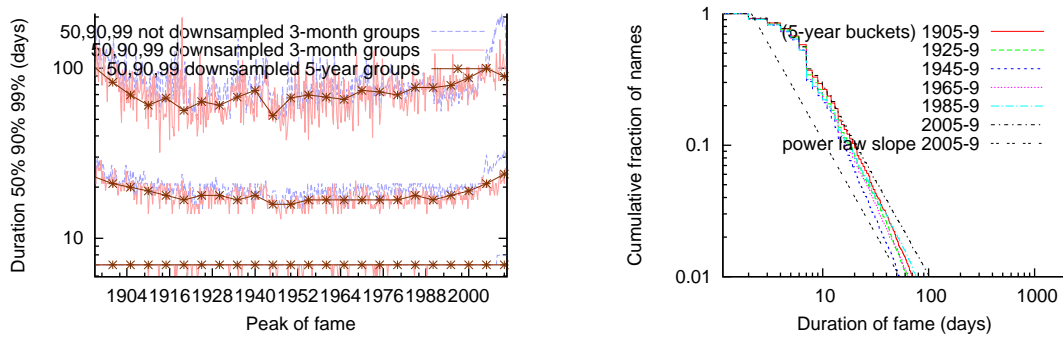 Duration 50% 90% 99% (days)
100
10
50,90,99 not downsampled 3-month groups
50,90,99 downsampled 3-month groups
50,90,99 downsampled 5-year groups
1904 1916 1928 1940 1952 1964 1976 1988 2000
Peak of fame
Cumulative fraction of names
1
0.1
0.01
(5-year buckets) 1905-9
1925-9
1945-9
1965-9
1985-9
2005-9
power law slope 2005-9
10 100 1000
Duration of fame (days)